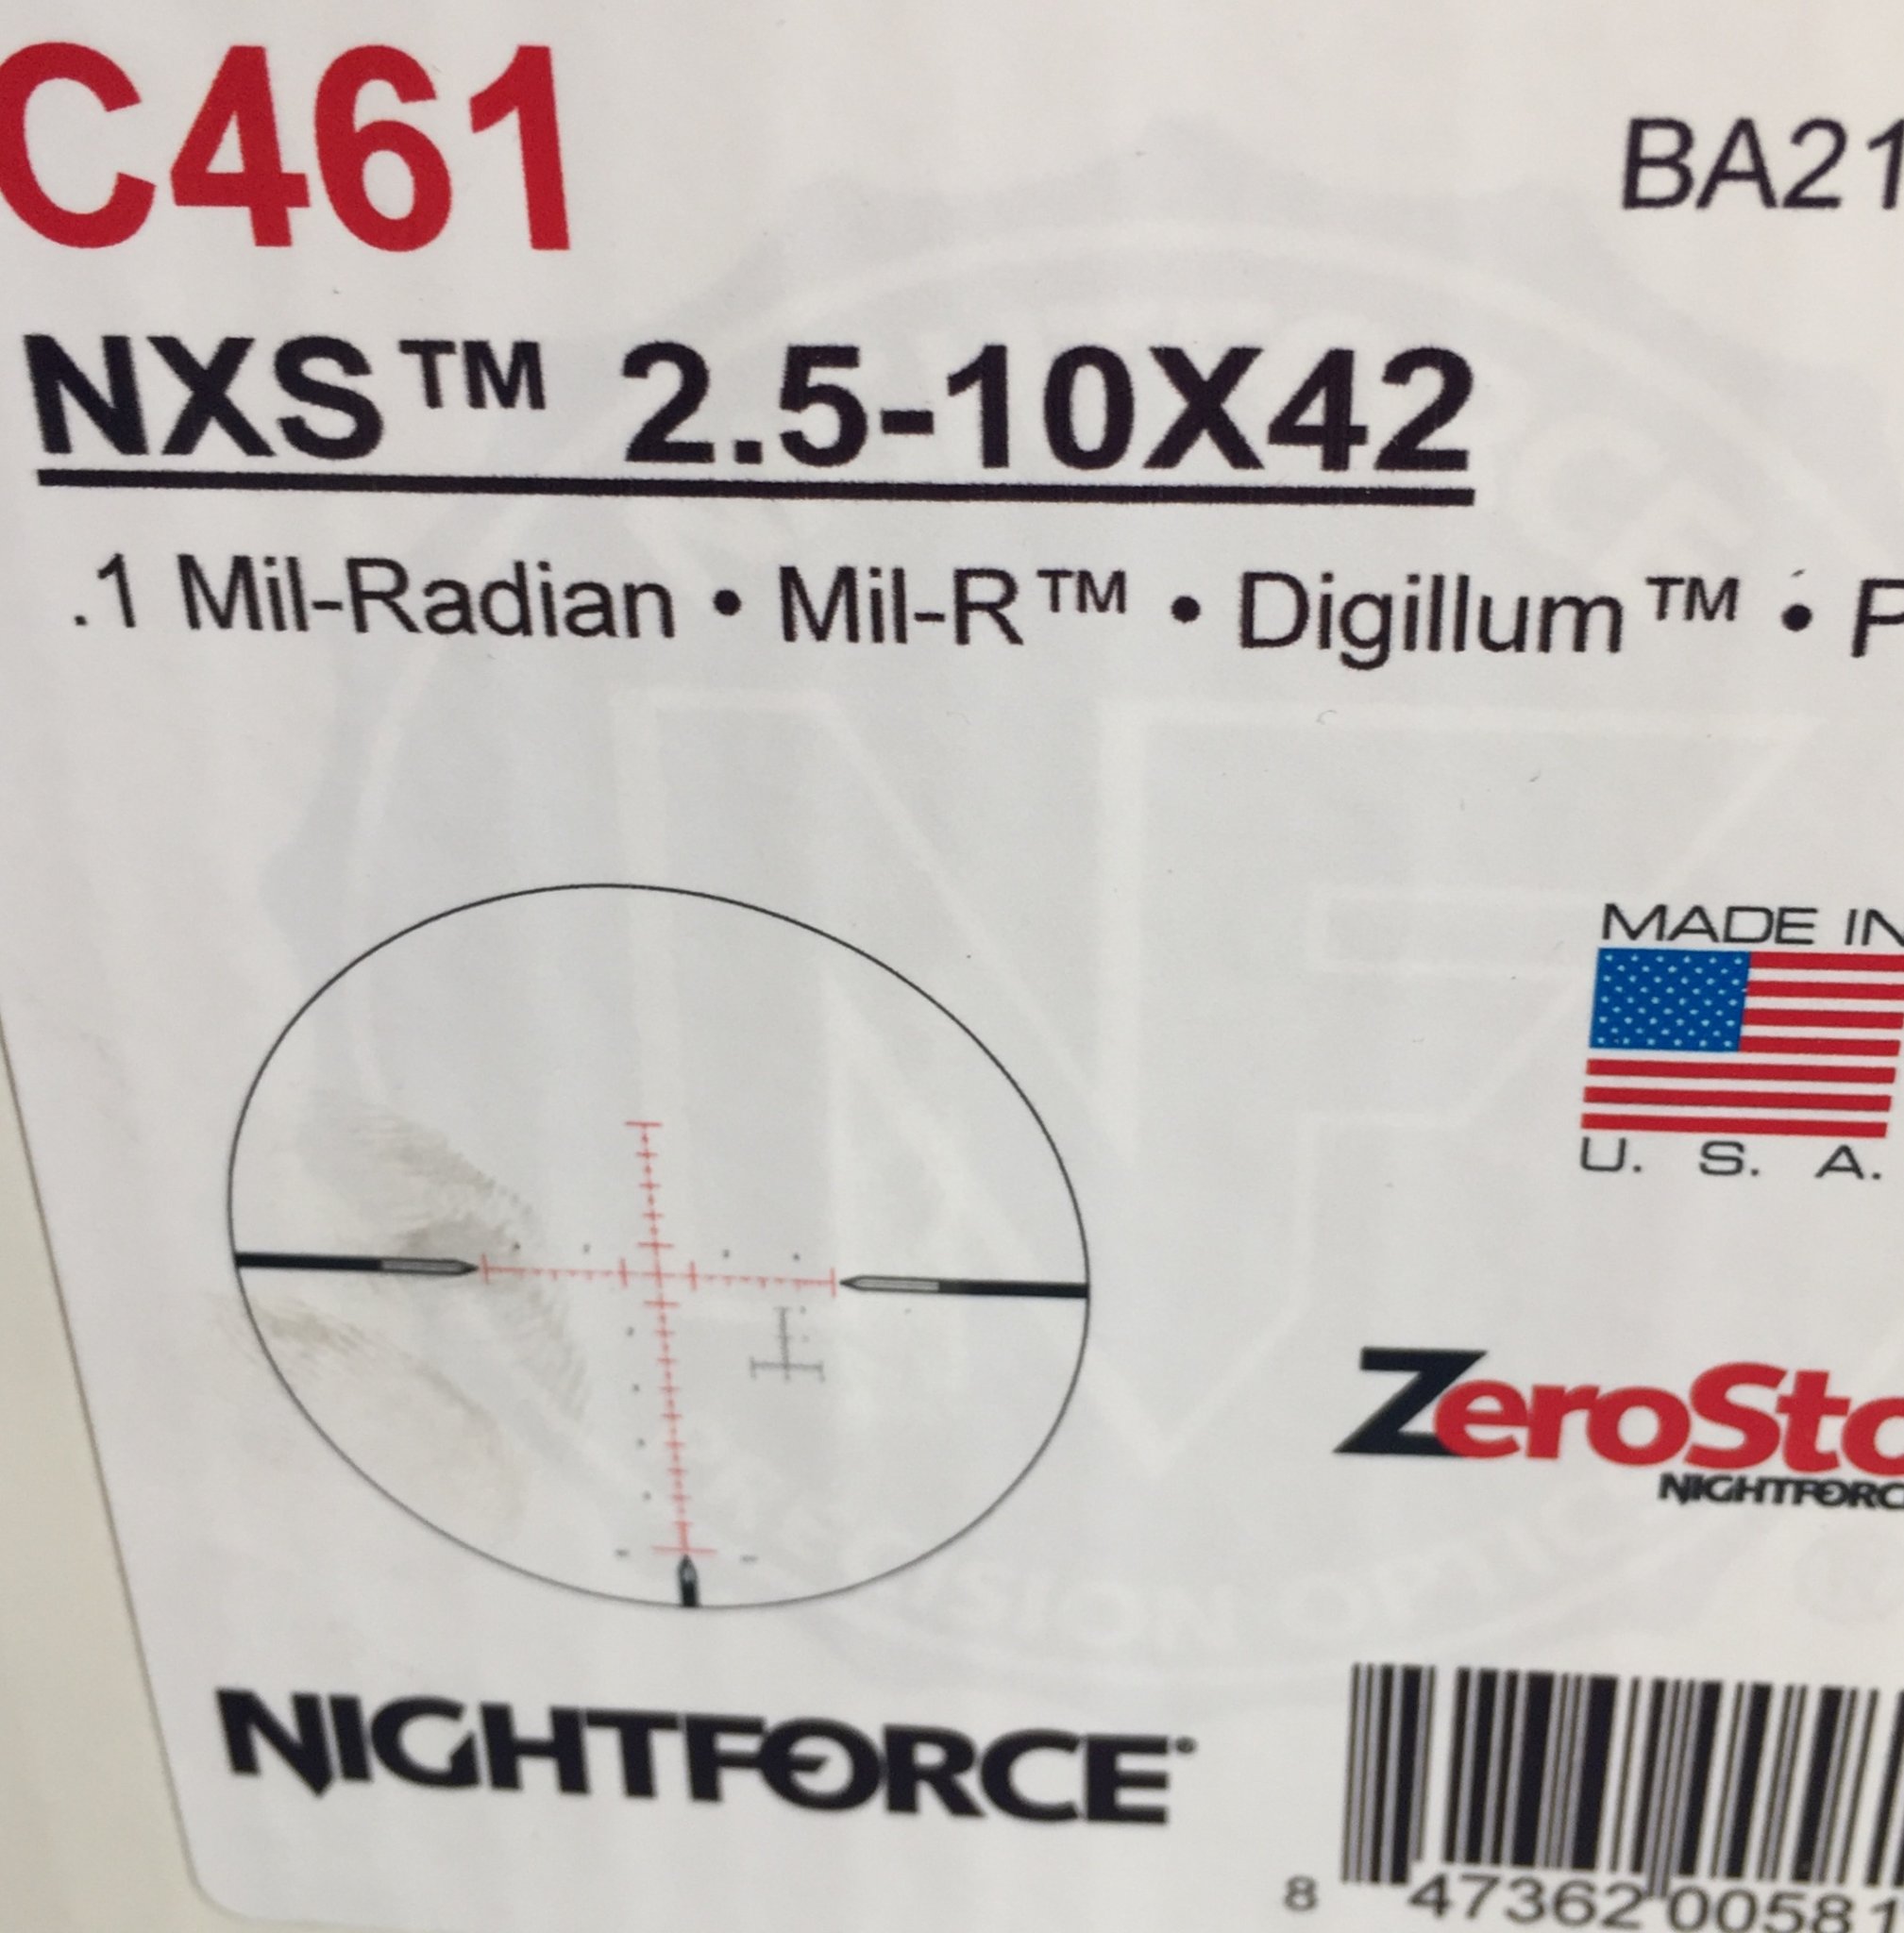 C461
BA21
NXS™ 2.5-10X42
.1 Mil-Radian • Mil-R™ • Digillum™ • P
MADE IN
U. S. A.
ZeroSto
NIGHTFORC
NIGHTFORCE
8 47362 00581